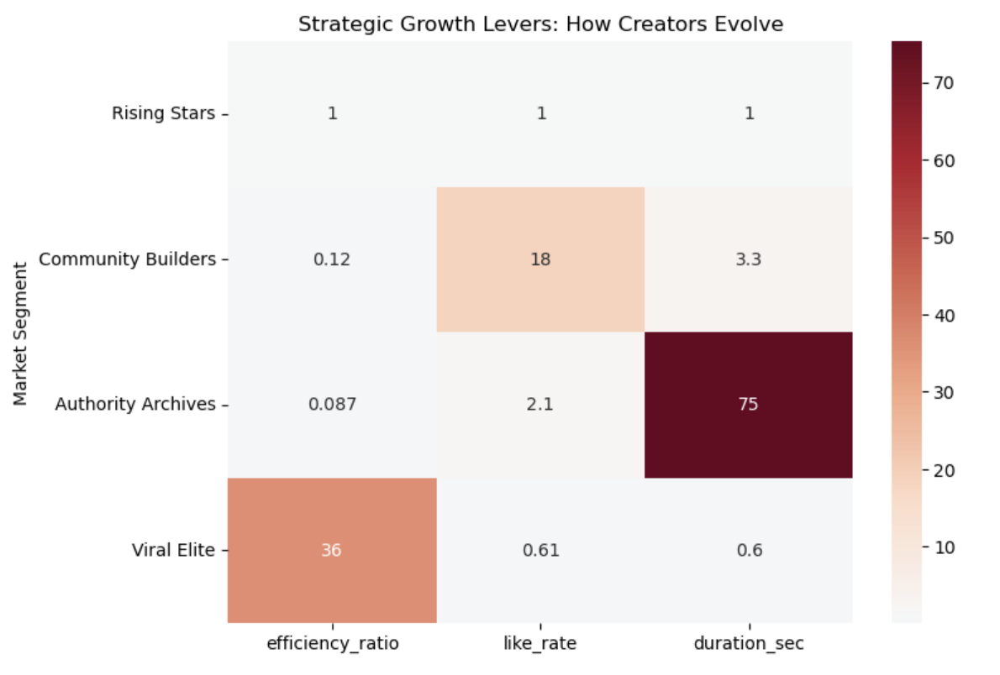 Strategic Growth Levers: How Creators Evolve
Market Segment
Rising Stars 1 1 1
Community Builders 0.12 18 3.3
Authority Archives 0.087 2.1 75
Viral Elite 36 0.61 0.6
efficiency_ratio like_rate duration_sec
70
60
50
40
30
20
10